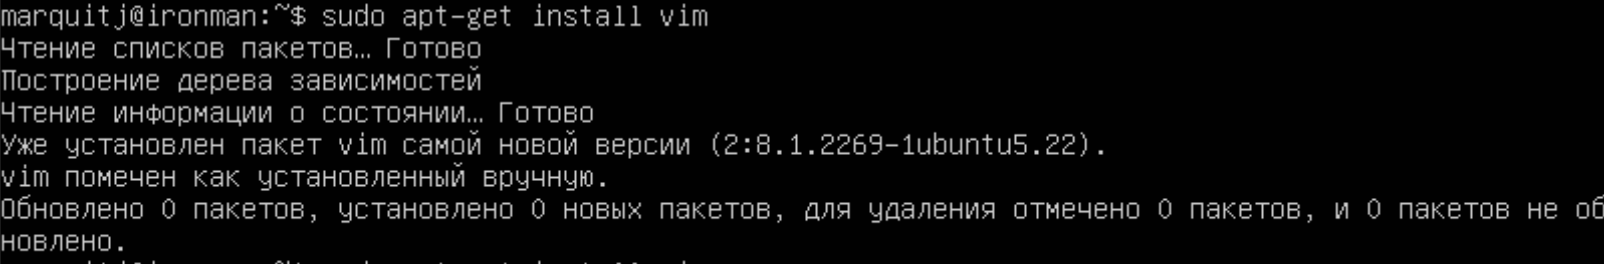 marquitj@ironman:~$ sudo apt-get install vim
Чтение списков пакетов… Готово
Построение дерева зависимостей
Чтение информации о состоянии… Готово
Уже установлен пакет vim самой новой версии (2:8.1.2269-1ubuntu5.22).
vim помечен как установленный вручную.
Обновлено 0 пакетов, установлено 0 новых пакетов, для удаления отмечено 0 пакетов, и 0 пакетов не об
новлено.